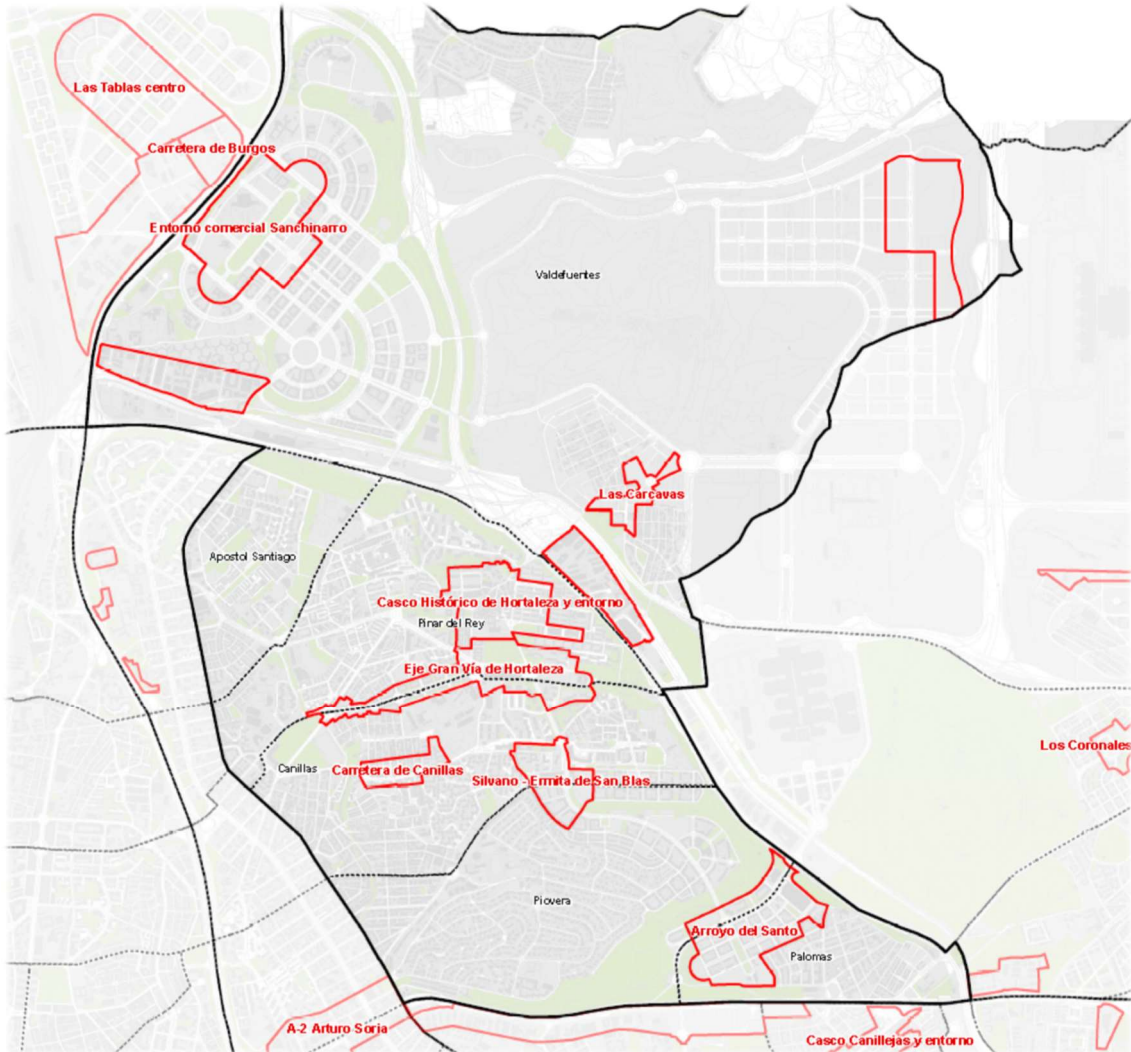 Las Tablas centro
Carretera de Burgos
Entorno comercial Sanchinarro
Valdefuentes
Las Cárcavas
Apostol Santiago
Casco Histórico de Hortaleza y entorno
Pinar del Rey
Eje Gran Vía de Hortaleza
Los Coronales
Canillas
Carretera de Canillas
Silvano - Ermita de San Blas
Piovera
Arroyo del Santo
Palomas
A-2 Arturo Soria
Casco Canillejas y entorno